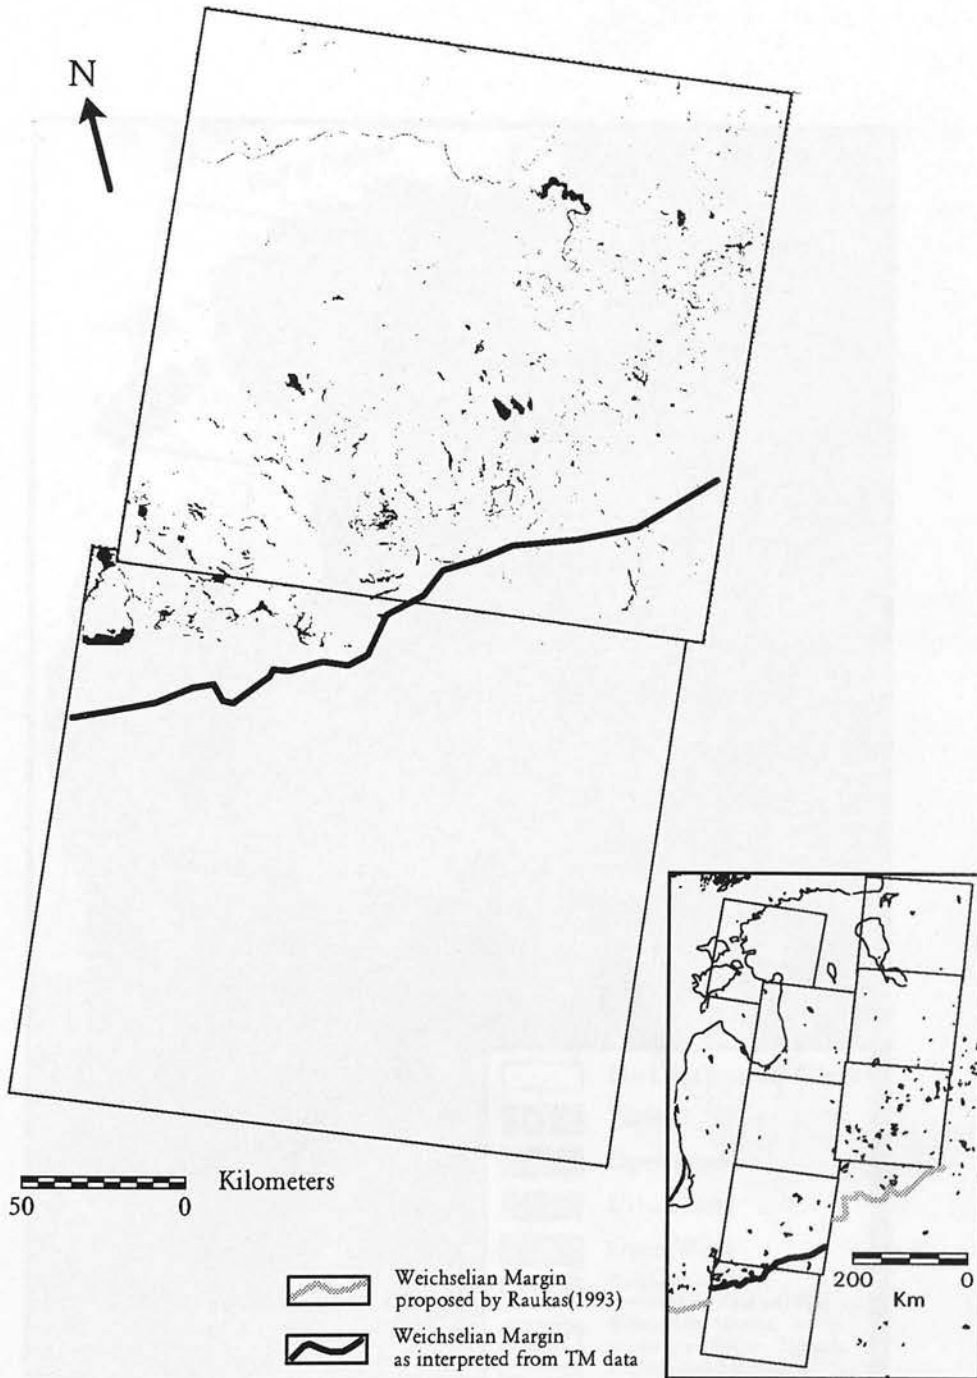 N
Kilometers
50 0
Weichselian Margin
proposed by Raukas(1993)
Weichselian Margin
as interpreted from TM data
200 0
Km